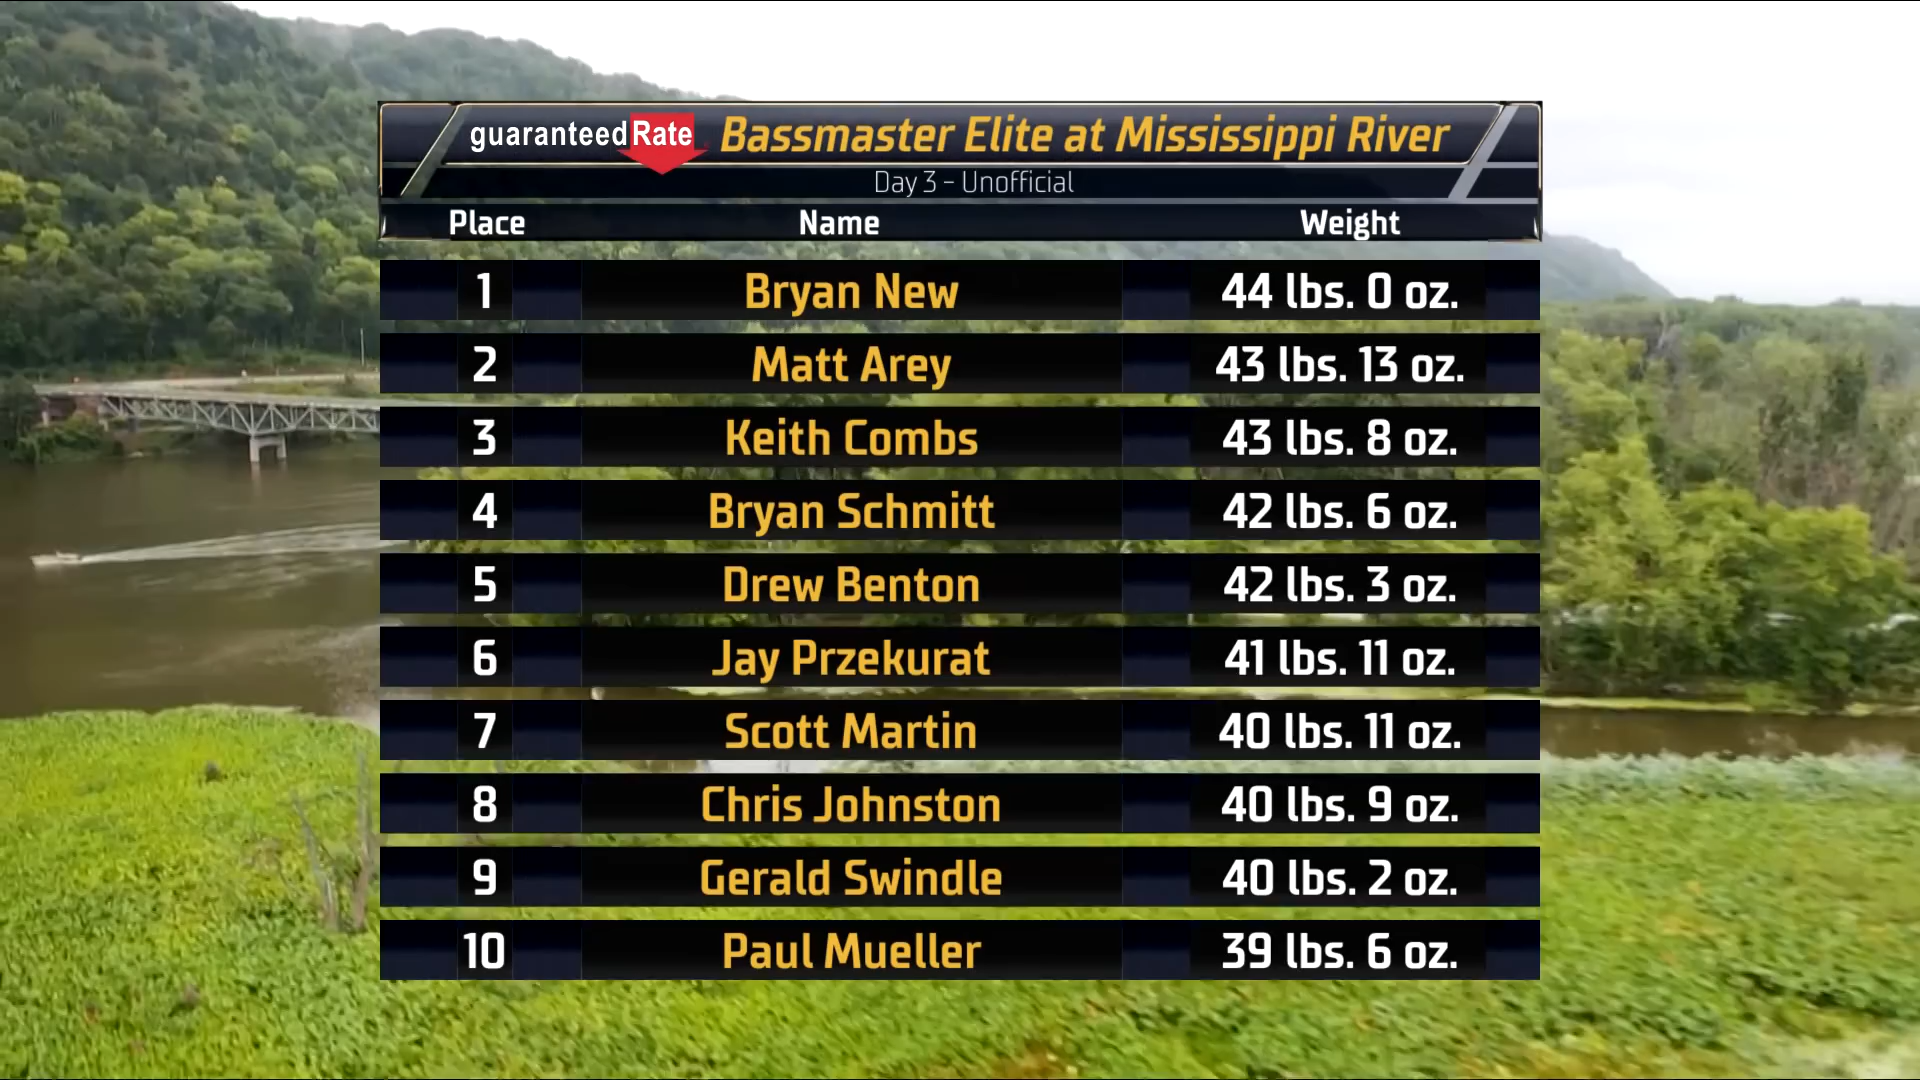 guaranteedRate Bassmaster Elite at Mississippi River
Day 3 – Unofficial
Place Name Weight
1 Bryan New 44 lbs. 0 oz.
2 Matt Arey 43 lbs. 13 oz.
3 Keith Combs 43 lbs. 8 oz.
4 Bryan Schmitt 42 lbs. 6 oz.
5 Drew Benton 42 lbs. 3 oz.
6 Jay Przekurat 41 lbs. 11 oz.
7 Scott Martin 40 lbs. 11 oz.
8 Chris Johnston 40 lbs. 9 oz.
9 Gerald Swindle 40 lbs. 2 oz.
10 Paul Mueller 39 lbs. 6 oz.